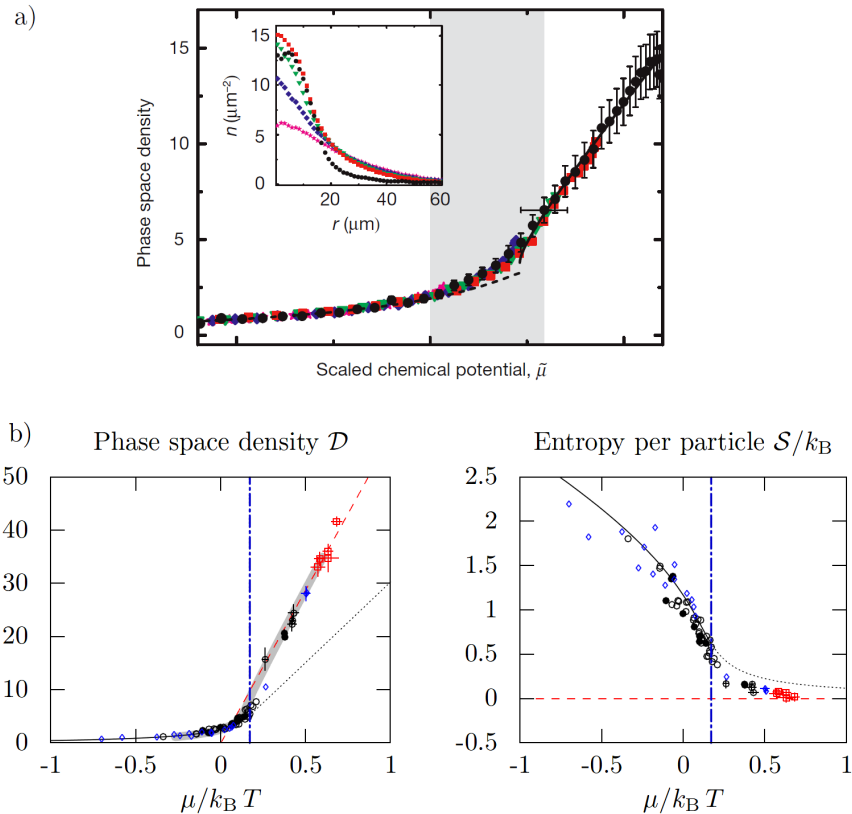 a)
Phase space density
15
10
5
0
n (μm⁻²)
15
10
5
0
20 40 60
r (μm)
Scaled chemical potential, μ̃
b)
Phase space density 𝒟
50
40
30
20
10
0
-1 -0.5 0 0.5 1
μ/k_B T
Entropy per particle 𝒮/k_B
2.5
2
1.5
1
0.5
0
-0.5
-1 -0.5 0 0.5 1
μ/k_B T